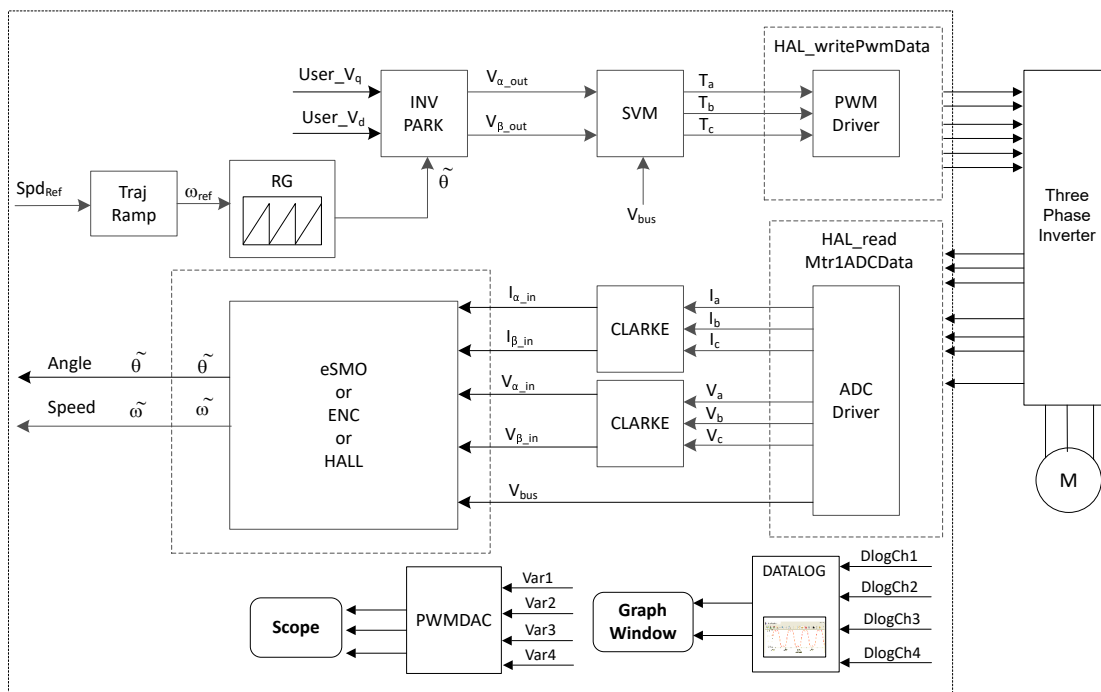 HAL_writePwmData
User_Vq
User_Vd
INV
PARK
Vα_out
Vβ_out
SVM
Ta
Tb
Tc
PWM
Driver
θ̃
Vbus
SpdRef
Traj
Ramp
ωref
RG
Three
Phase
Inverter
M
HAL_read
Mtr1ADCData
ADC
Driver
Ia
Ib
Ic
Va
Vb
Vc
CLARKE
CLARKE
Iα_in
Iβ_in
Vα_in
Vβ_in
Vbus
eSMO
or
ENC
or
HALL
Angle θ̃ θ̃
Speed ω̃ ω̃
Scope
PWMDAC
Var1
Var2
Var3
Var4
Graph
Window
DATALOG
DlogCh1
DlogCh2
DlogCh3
DlogCh4